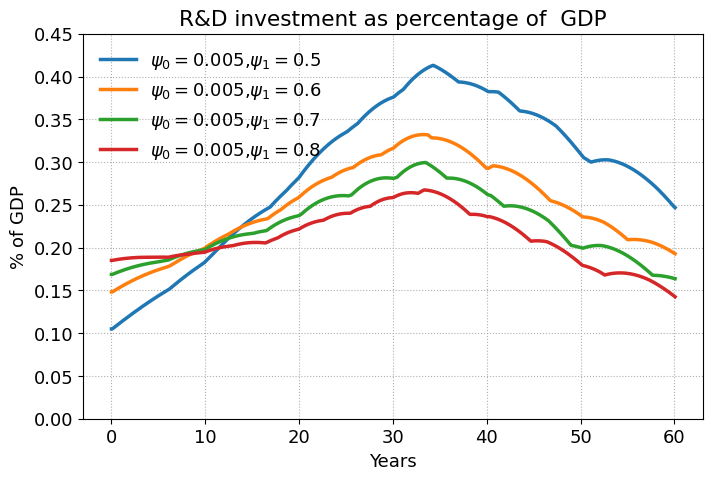 R&D investment as percentage of  GDP
% of GDP
0.45
0.40
0.35
0.30
0.25
0.20
0.15
0.10
0.05
0.00
ψ₀ = 0.005,ψ₁ = 0.5
ψ₀ = 0.005,ψ₁ = 0.6
ψ₀ = 0.005,ψ₁ = 0.7
ψ₀ = 0.005,ψ₁ = 0.8
0 10 20 30 40 50 60
Years